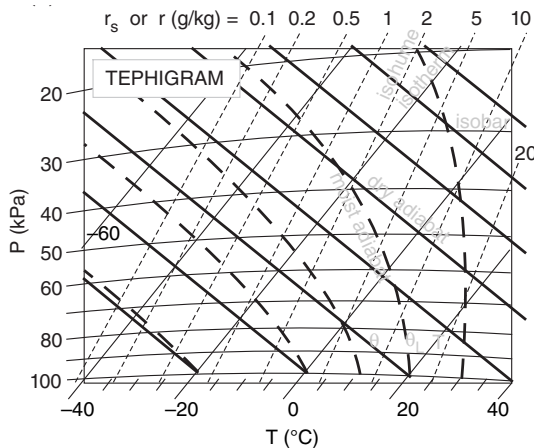 r_s or r (g/kg) = 0.1 0.2 0.5 1 2 5 10
TEPHIGRAM
isohume
isotherm
20
isobar
30
20
dry adiabat
moist adiabat
40
–60
P (kPa)
50
60
80
θ θ_L T
100
–40 –20 0 20 40
T (°C)